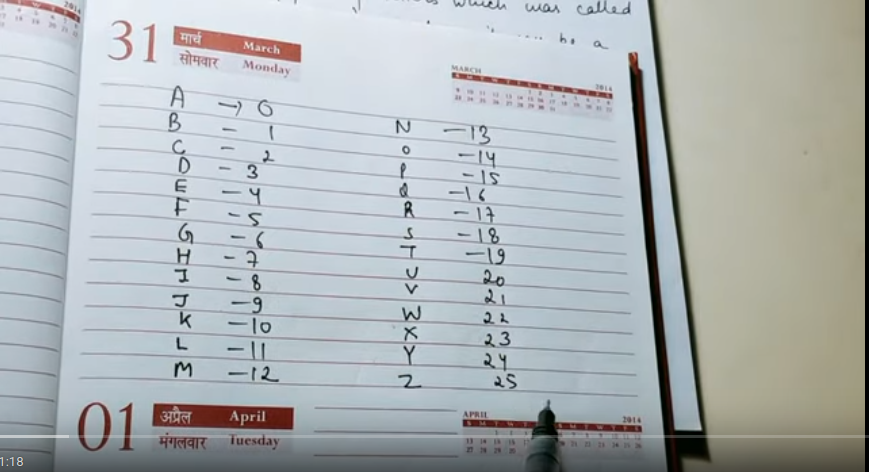 which was called
be a
2014
31 मार्च March
सोमवार Monday
MARCH 2014
S M T W T F S
A → 0
B - 1
C - 2
D - 3
E - 4
F - 5
G - 6
H - 7
I - 8
J - 9
K - 10
L - 11
M - 12
N - 13
O - 14
P - 15
Q - 16
R - 17
S - 18
T - 19
U 20
V 21
W 22
X 23
Y 24
Z 25
01 अप्रैल April
मंगलवार Tuesday
APRIL 2014
1:18